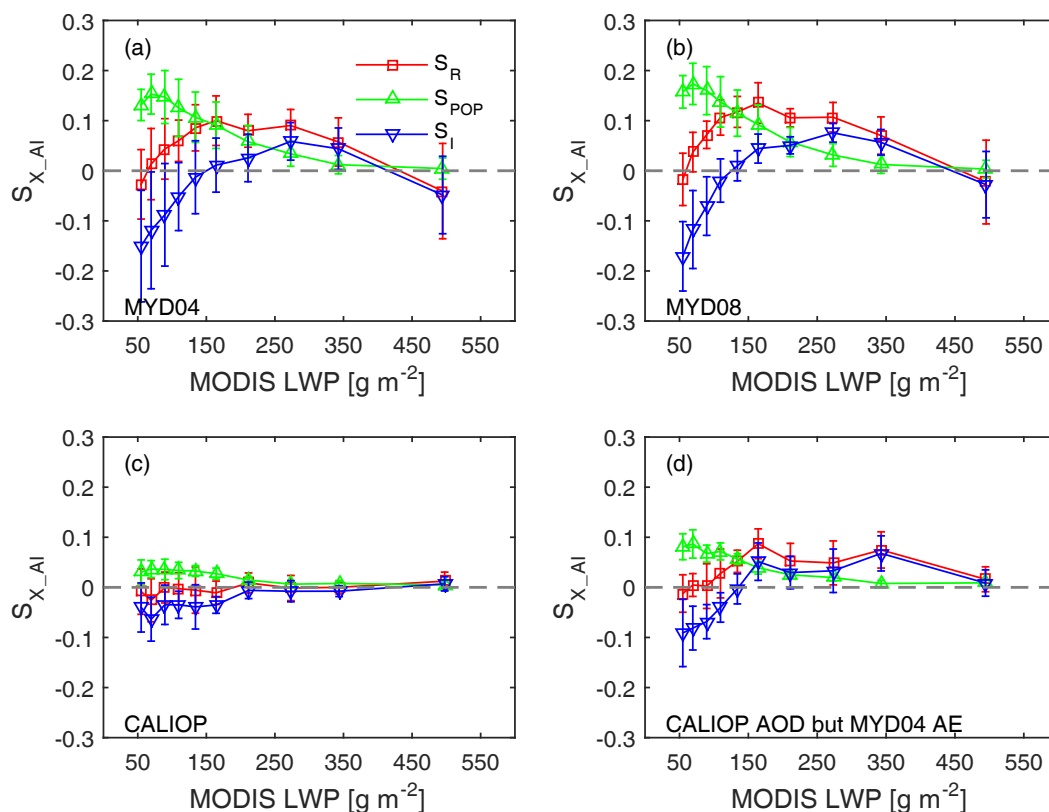 (a)
S_R
S_POP
S_I
0.3
0.2
0.1
0
-0.1
-0.2
-0.3
S_X_AI
MYD04
50 150 250 350 450 550
MODIS LWP [g m⁻²]
(b)
0.3
0.2
0.1
0
-0.1
-0.2
-0.3
S_X_AI
MYD08
50 150 250 350 450 550
MODIS LWP [g m⁻²]
(c)
0.3
0.2
0.1
0
-0.1
-0.2
-0.3
S_X_AI
CALIOP
50 150 250 350 450 550
MODIS LWP [g m⁻²]
(d)
0.3
0.2
0.1
0
-0.1
-0.2
-0.3
S_X_AI
CALIOP AOD but MYD04 AE
50 150 250 350 450 550
MODIS LWP [g m⁻²]